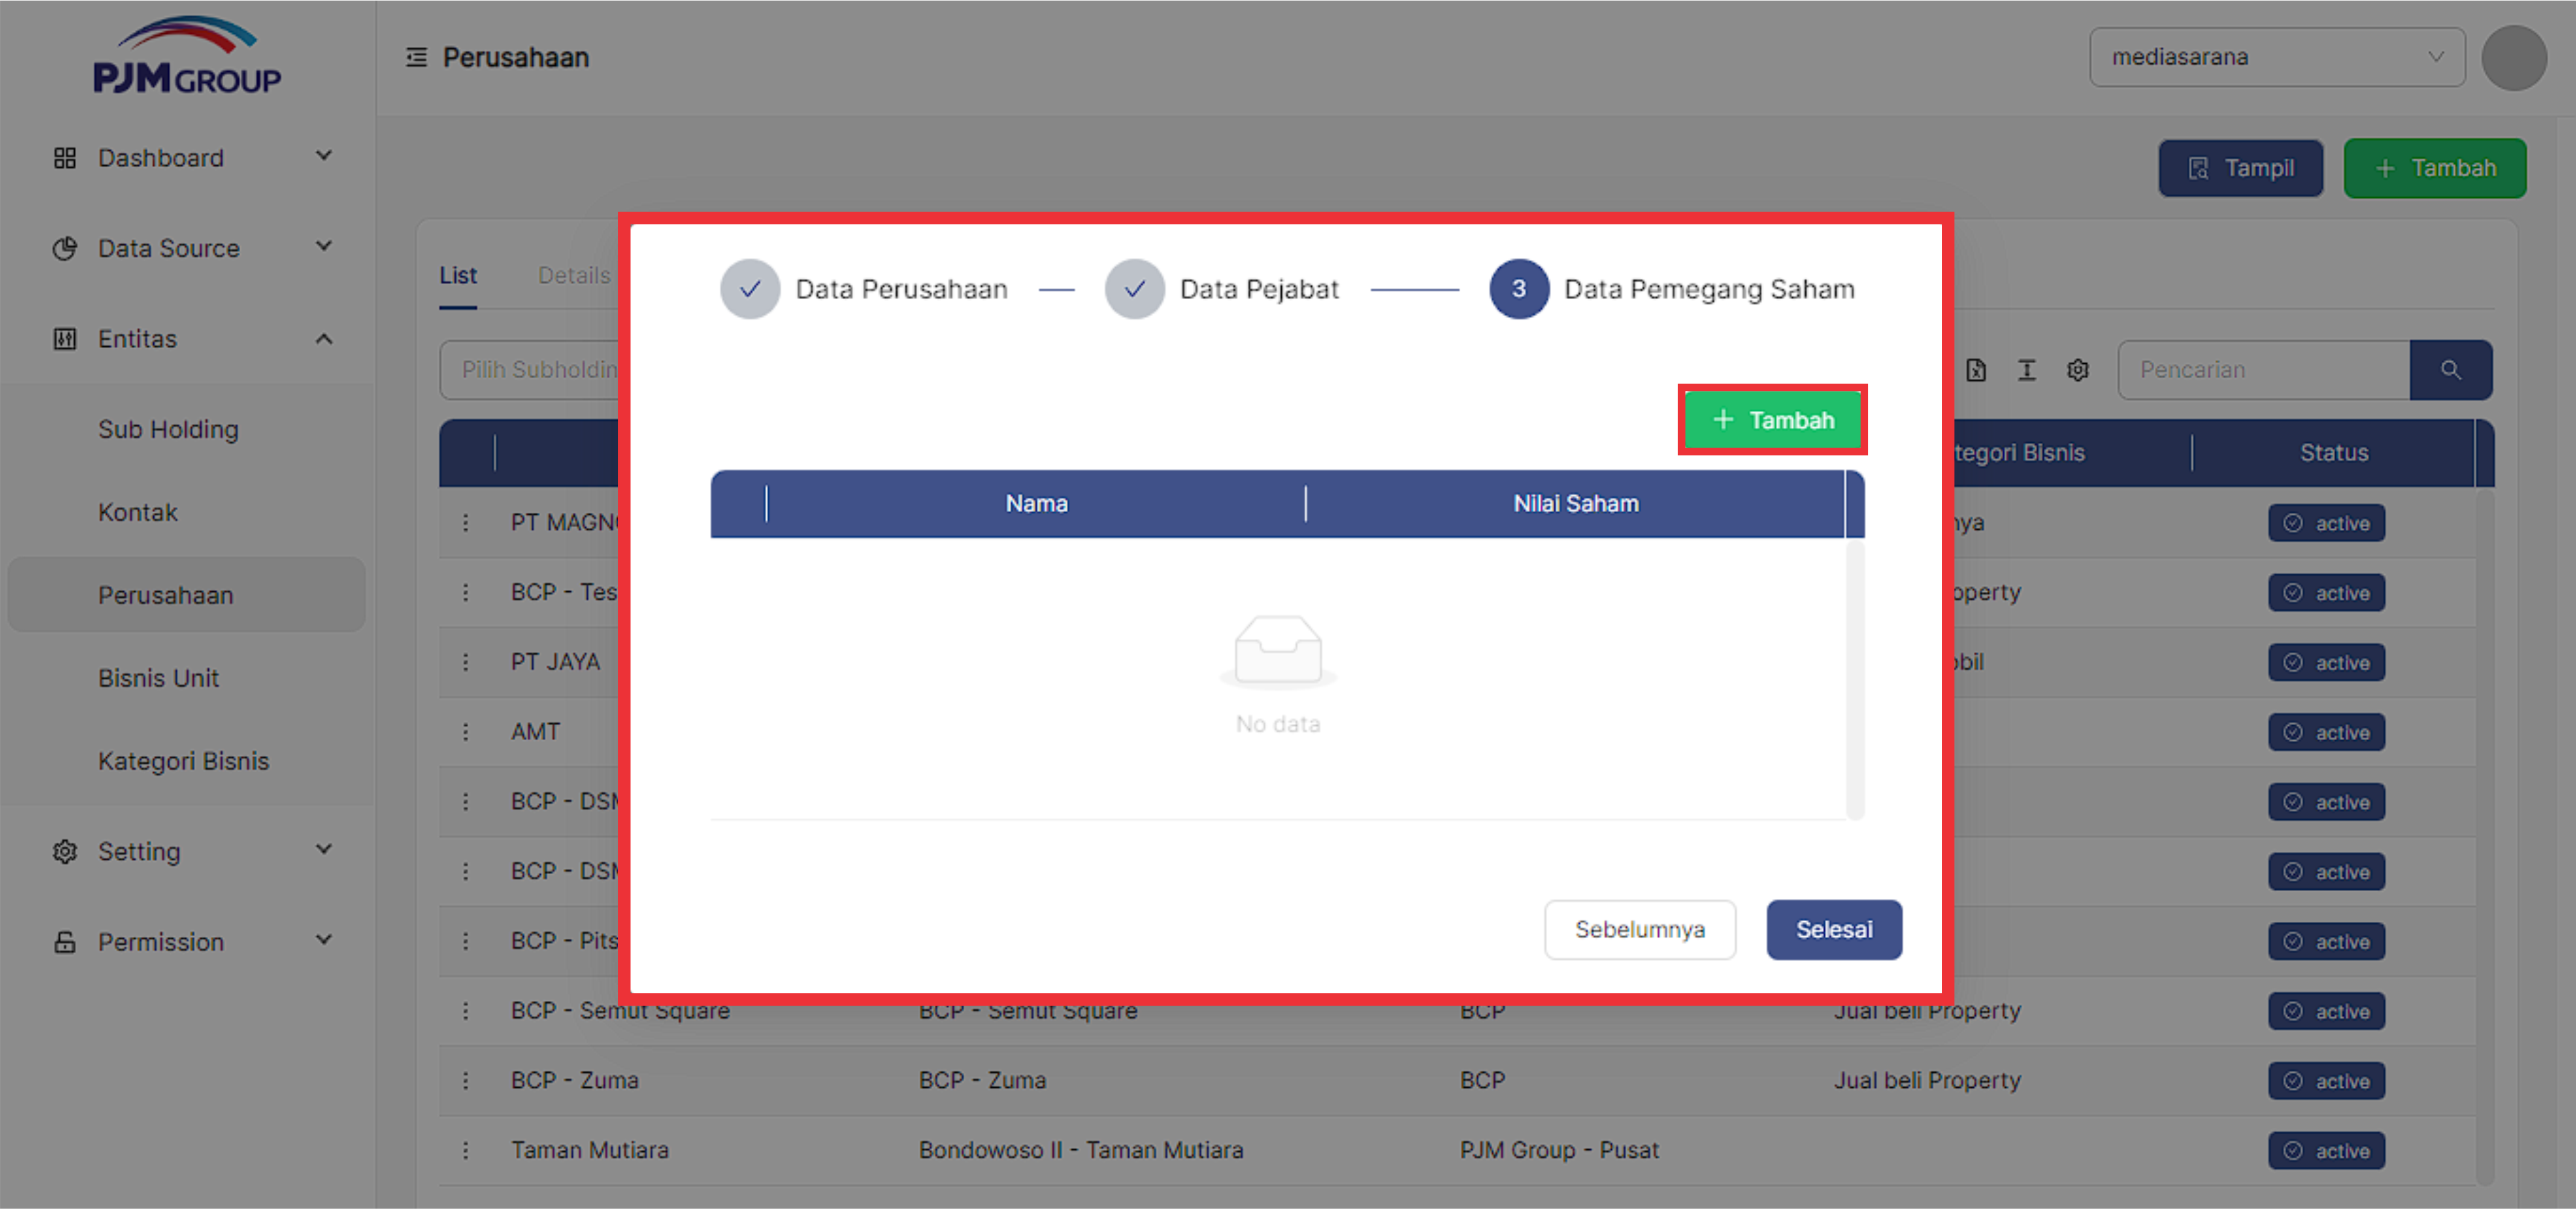 PJM GROUP
Perusahaan
mediasarana
Dashboard
Data Source
Entitas
Sub Holding
Kontak
Perusahaan
Bisnis Unit
Kategori Bisnis
Setting
Permission
Tampil
+ Tambah
List Details
Pilih Subholdin
Pencarian
tegori Bisnis Status
Data Perusahaan
Data Pejabat
3 Data Pemegang Saham
+ Tambah
Nama Nilai Saham
No data
Sebelumnya Selesai
PT MAGN nya active
BCP - Tes operty active
PT JAYA bil active
AMT active
BCP - DSM active
BCP - DSM active
BCP - Pits active
BCP - Semut Square BCP - Semut Square BCP Jual beli Property active
BCP - Zuma BCP - Zuma BCP Jual beli Property active
Taman Mutiara Bondowoso II - Taman Mutiara PJM Group - Pusat active